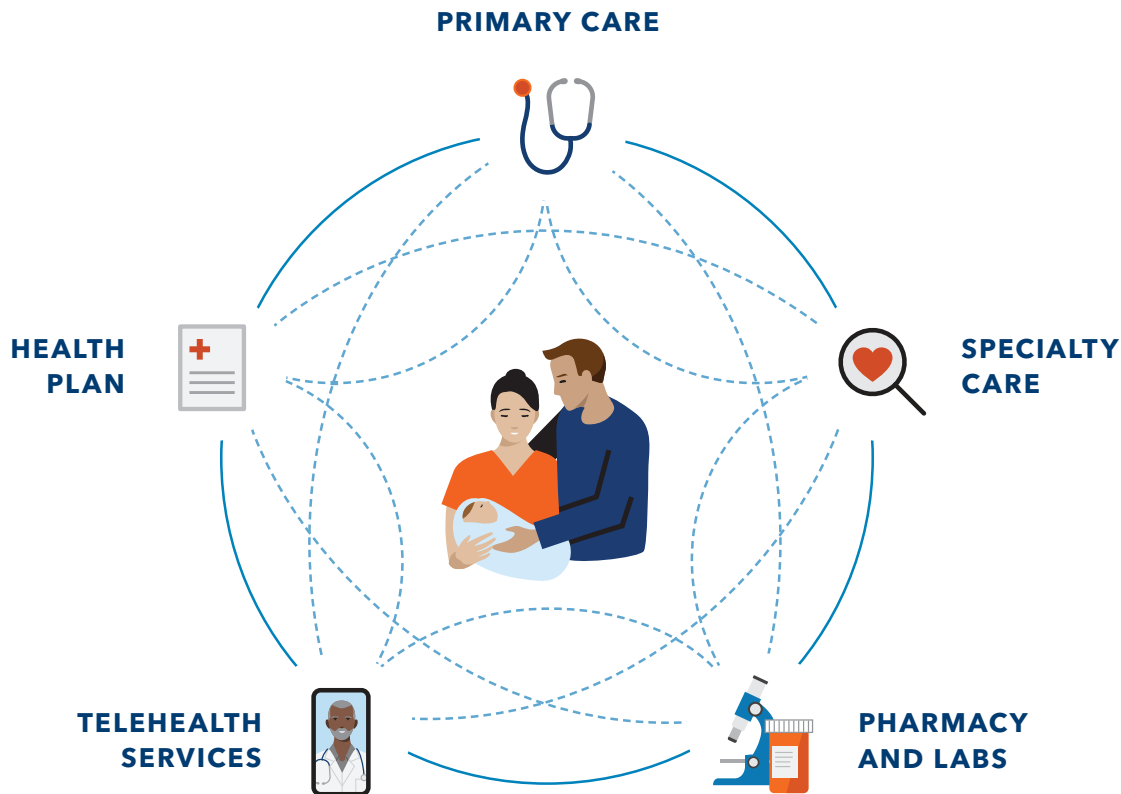 PRIMARY CARE
HEALTH
PLAN
SPECIALTY
CARE
TELEHEALTH
SERVICES
PHARMACY
AND LABS